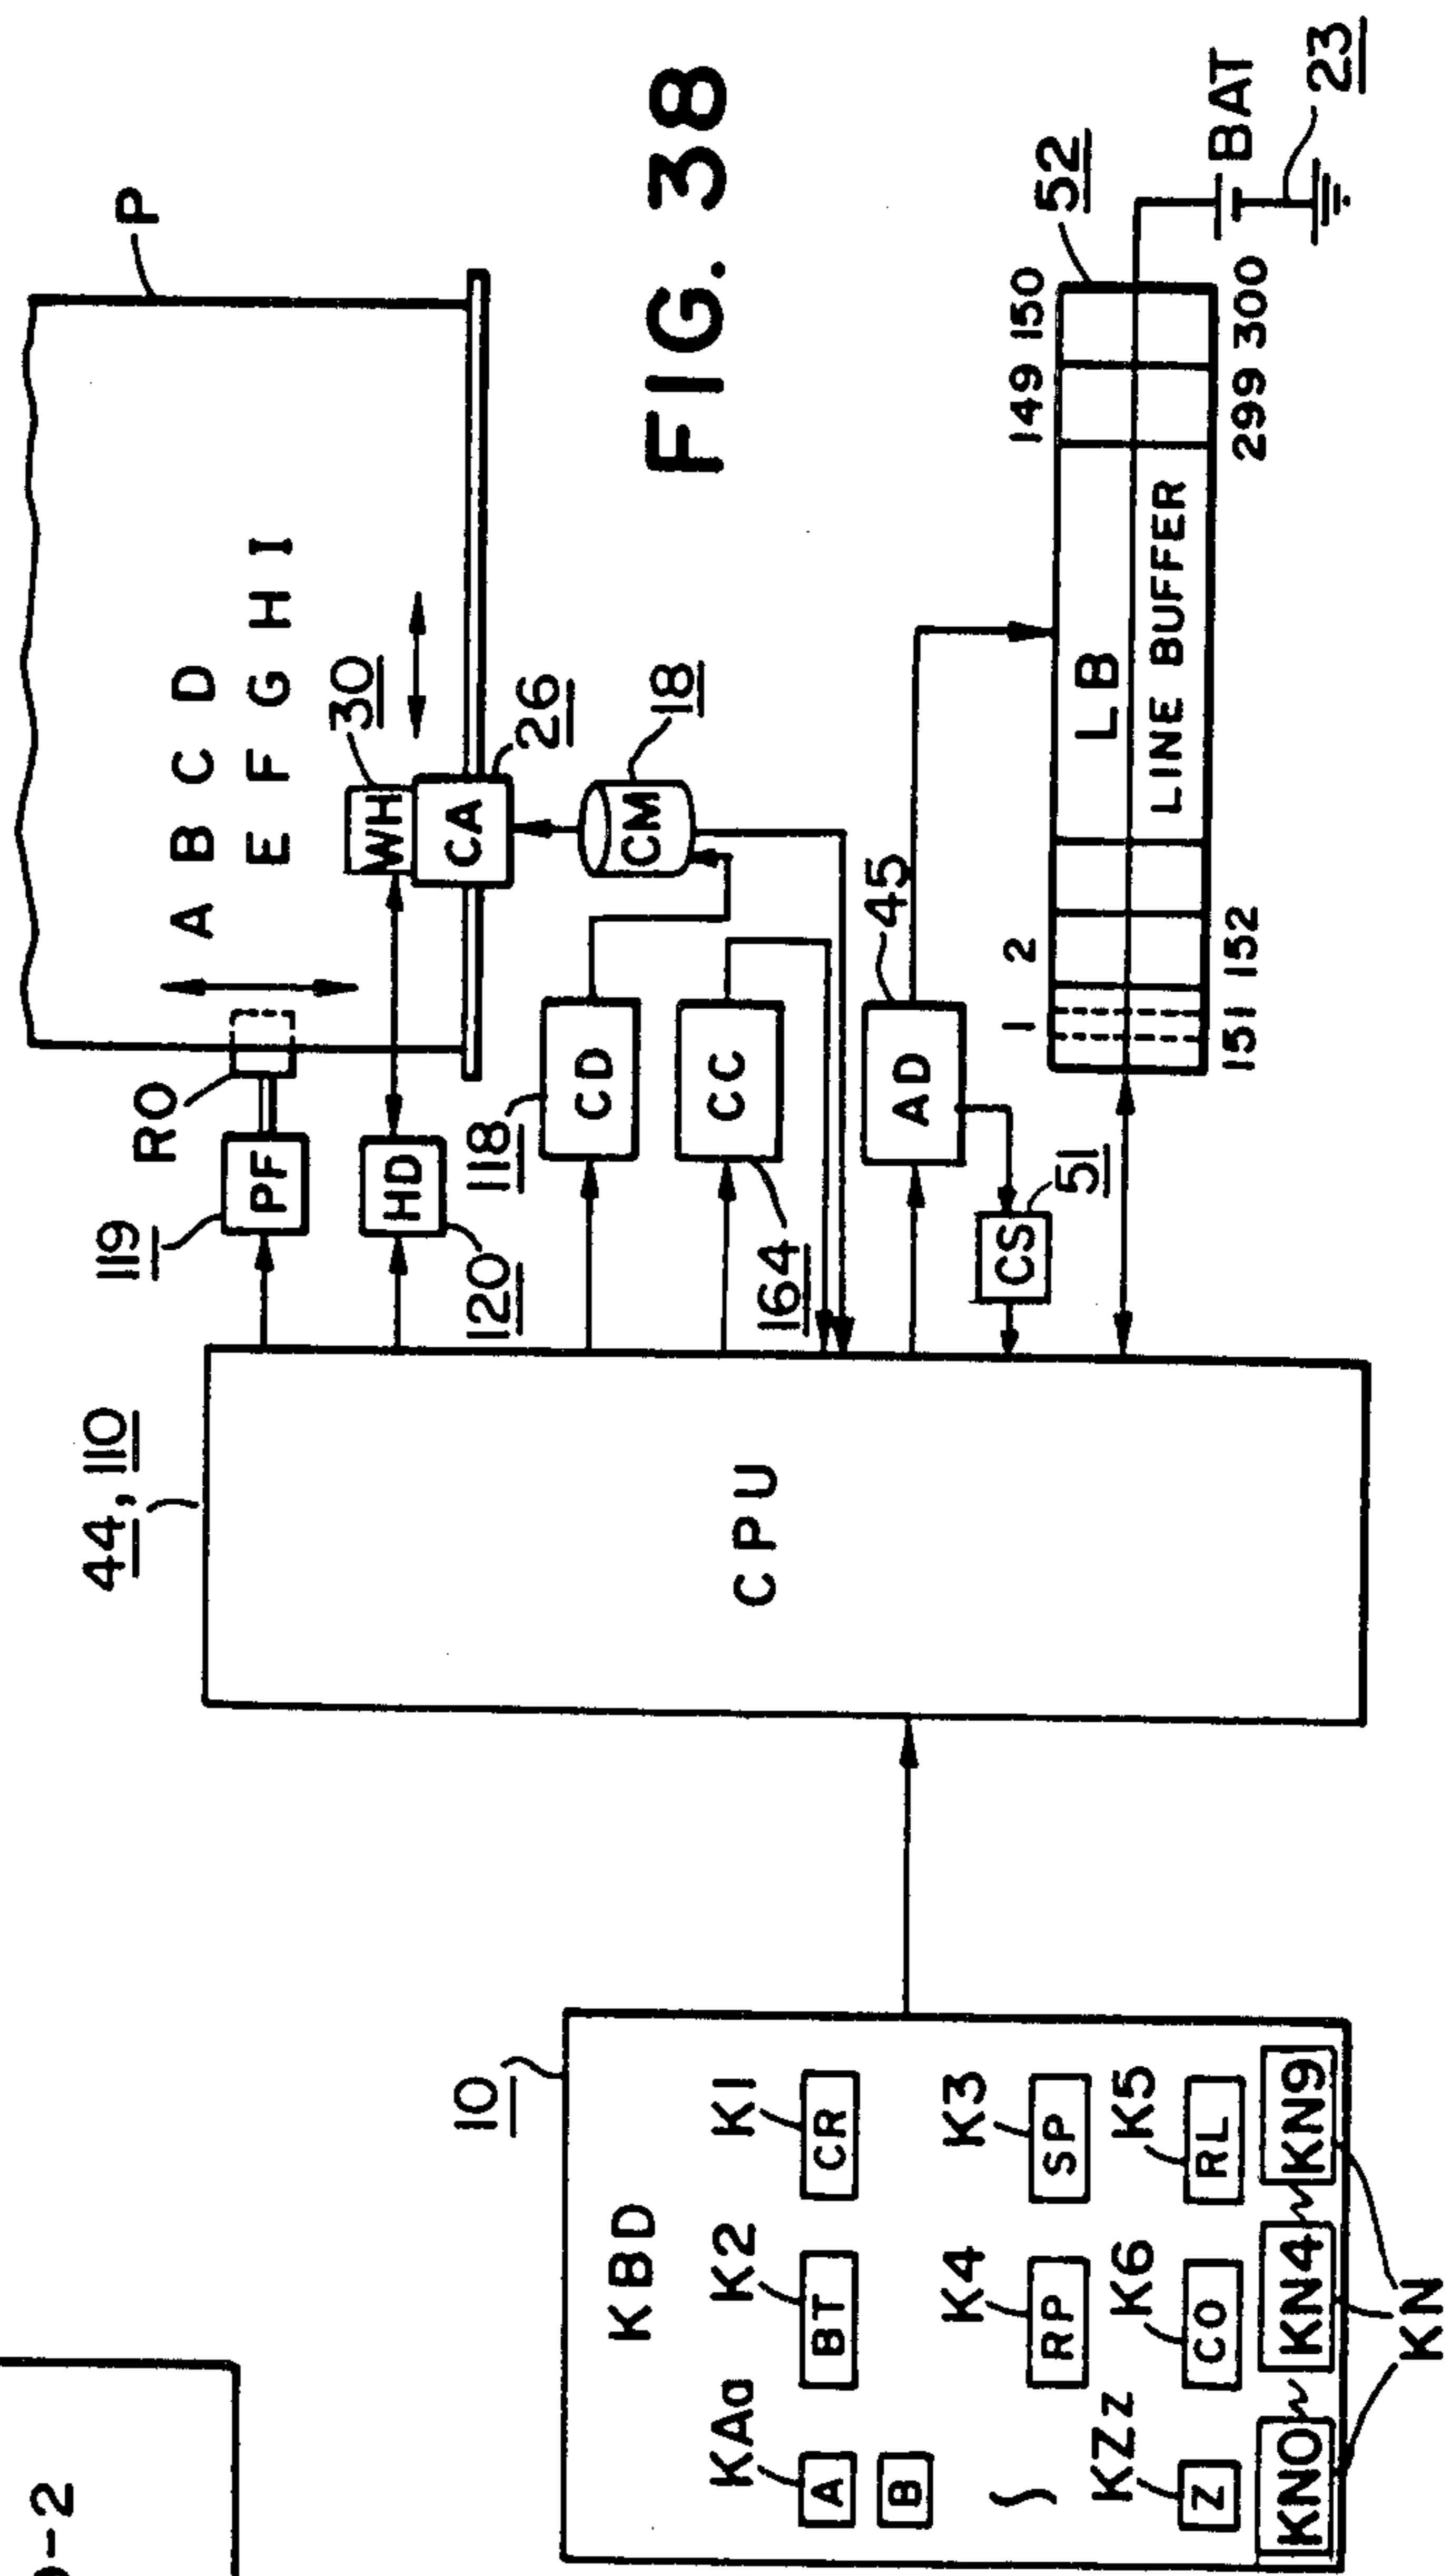 FIG. 38
P
A B C D
E F G H I
RO
119
PF
30
WH
HD
120
26
CA
18
CM
118
CD
CC
164
45
AD
51
CS
44, 110
CPU
52
1 2 149 150
LB
LINE BUFFER
151 152 299 300
BAT
23
10
KBD
KAa K2 K1
A BT CR
B
K4 K3
RP SP
KZz K6 K5
Z CO RL
KN0 KN4 KN9
KN